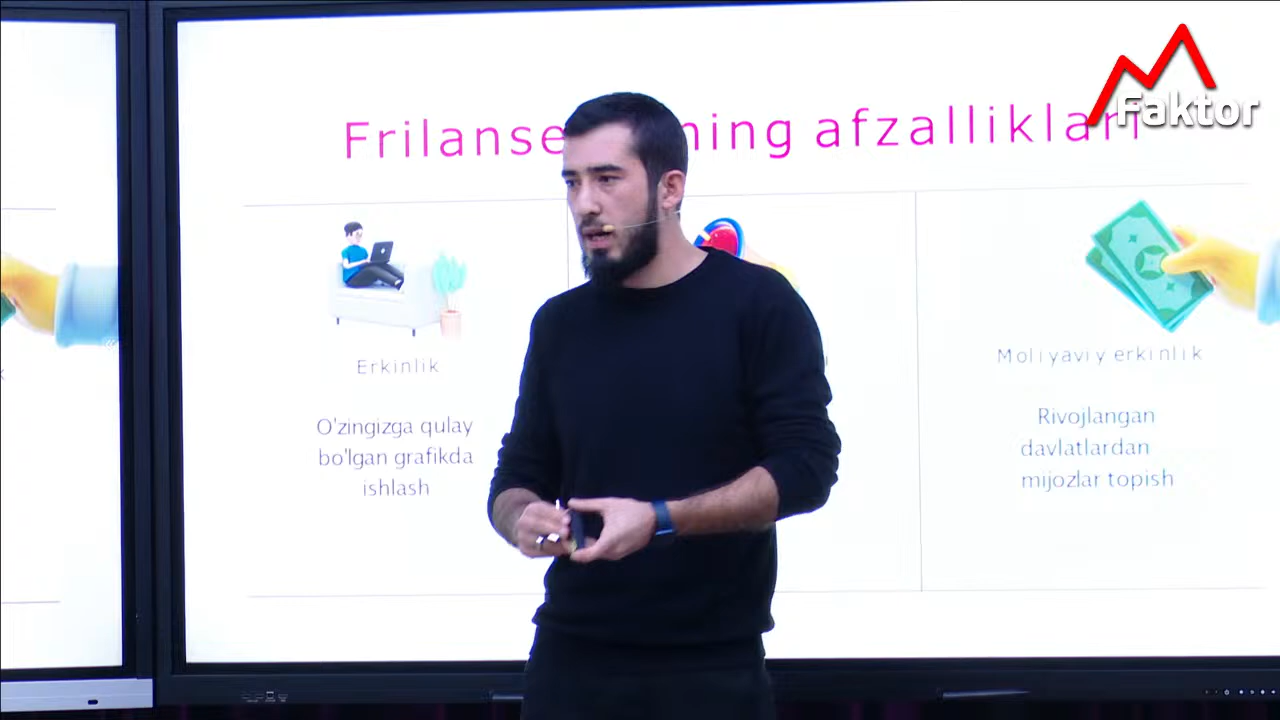 Faktor
Frilanse ning afzalliklari
Erkinlik
Moliyaviy erkinlik
O'zingizga qulay
bo'lgan grafikda
ishlash
Rivojlangan
davlatlardan
mijozlar topish